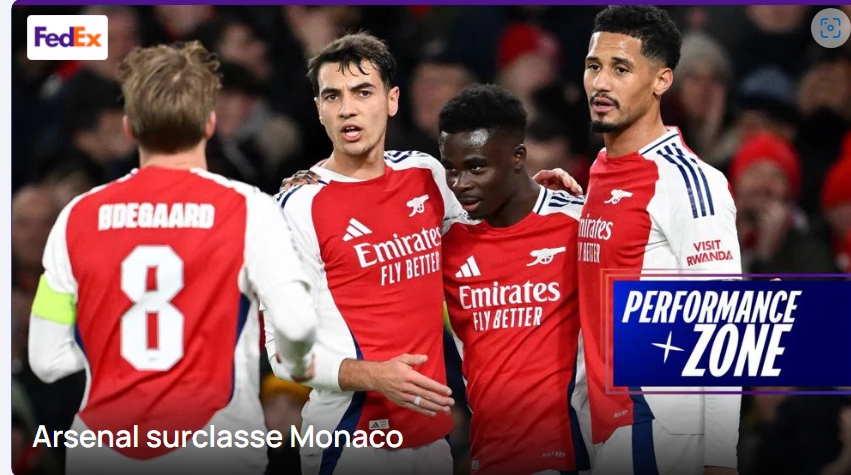 FedEx
ØDEGAARD
8
Emirates
FLY BETTER
Emirates
FLY BETTER
Emirates
FLY BETTER
VISIT
RWANDA
PERFORMANCE
ZONE
Arsenal surclasse Monaco